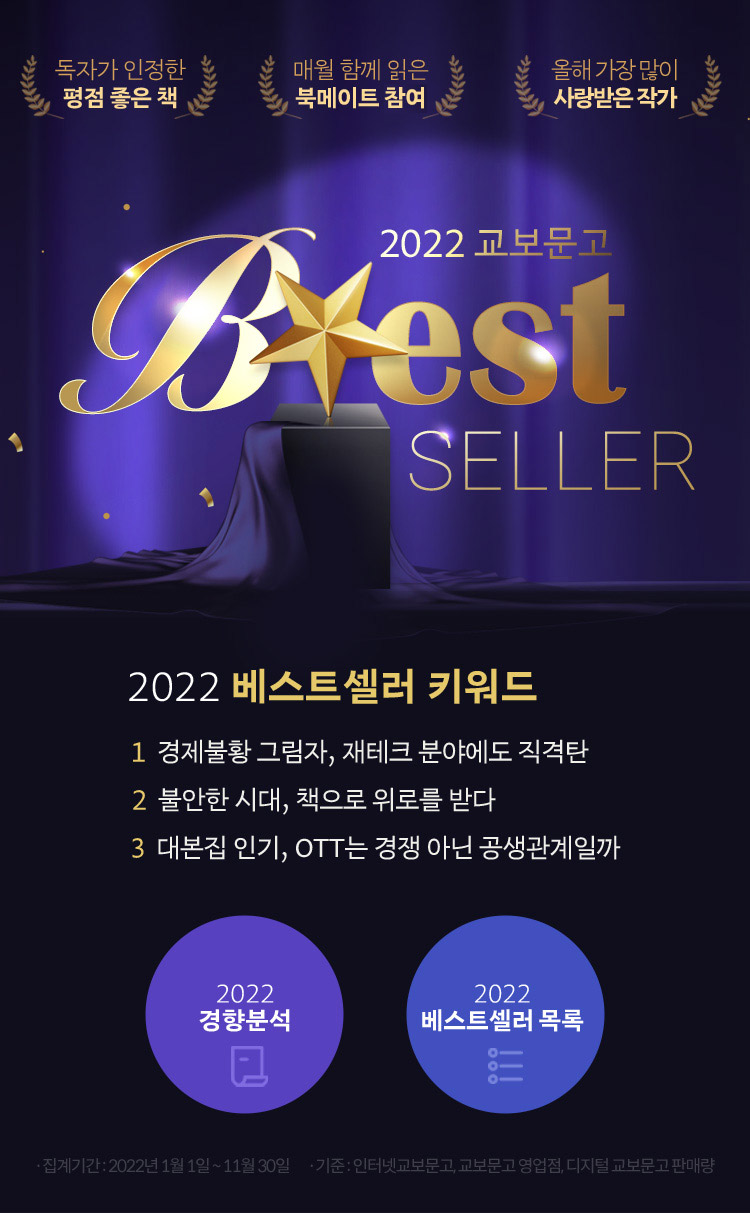 독자가 인정한
평점 좋은 책
매월 함께 읽은
북메이트 참여
올해 가장 많이
사랑받은 작가
2022 교보문고
Best
SELLER
2022 베스트셀러 키워드
1 경제불황 그림자, 재테크 분야에도 직격탄
2 불안한 시대, 책으로 위로를 받다
3 대본집 인기, OTT는 경쟁 아닌 공생관계일까
2022
경향분석
2022
베스트셀러 목록
· 집계기간 : 2022년 1월 1일 ~ 11월 30일 · 기준 : 인터넷교보문고, 교보문고 영업점, 디지털 교보문고 판매량